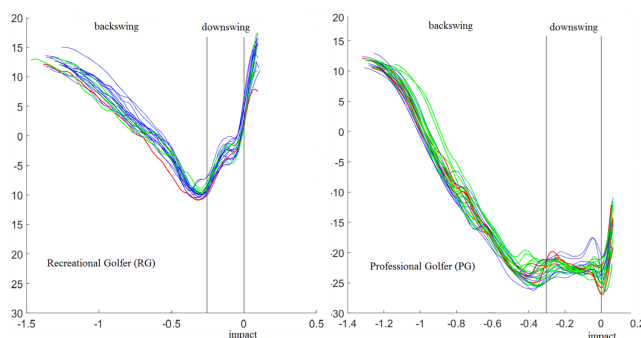 backswing downswing
20
15
10
5
0
-5
10
15
20
25
30
Recreational Golfer (RG)
-1.5 -1 -0.5 0 0.5
impact
backswing downswing
20
15
10
5
0
-5
-10
-15
-20
-25
-30
Professional Golfer (PG)
-1.4 -1.2 -1 -0.8 -0.6 -0.4 -0.2 0 0.2
impact